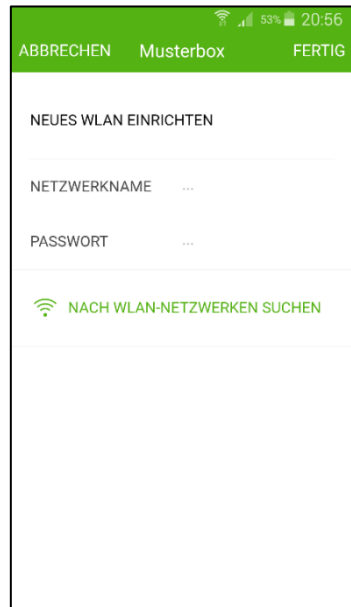 53% 20:56
ABBRECHEN Musterbox FERTIG
NEUES WLAN EINRICHTEN
NETZWERKNAME ...
PASSWORT ...
NACH WLAN-NETZWERKEN SUCHEN